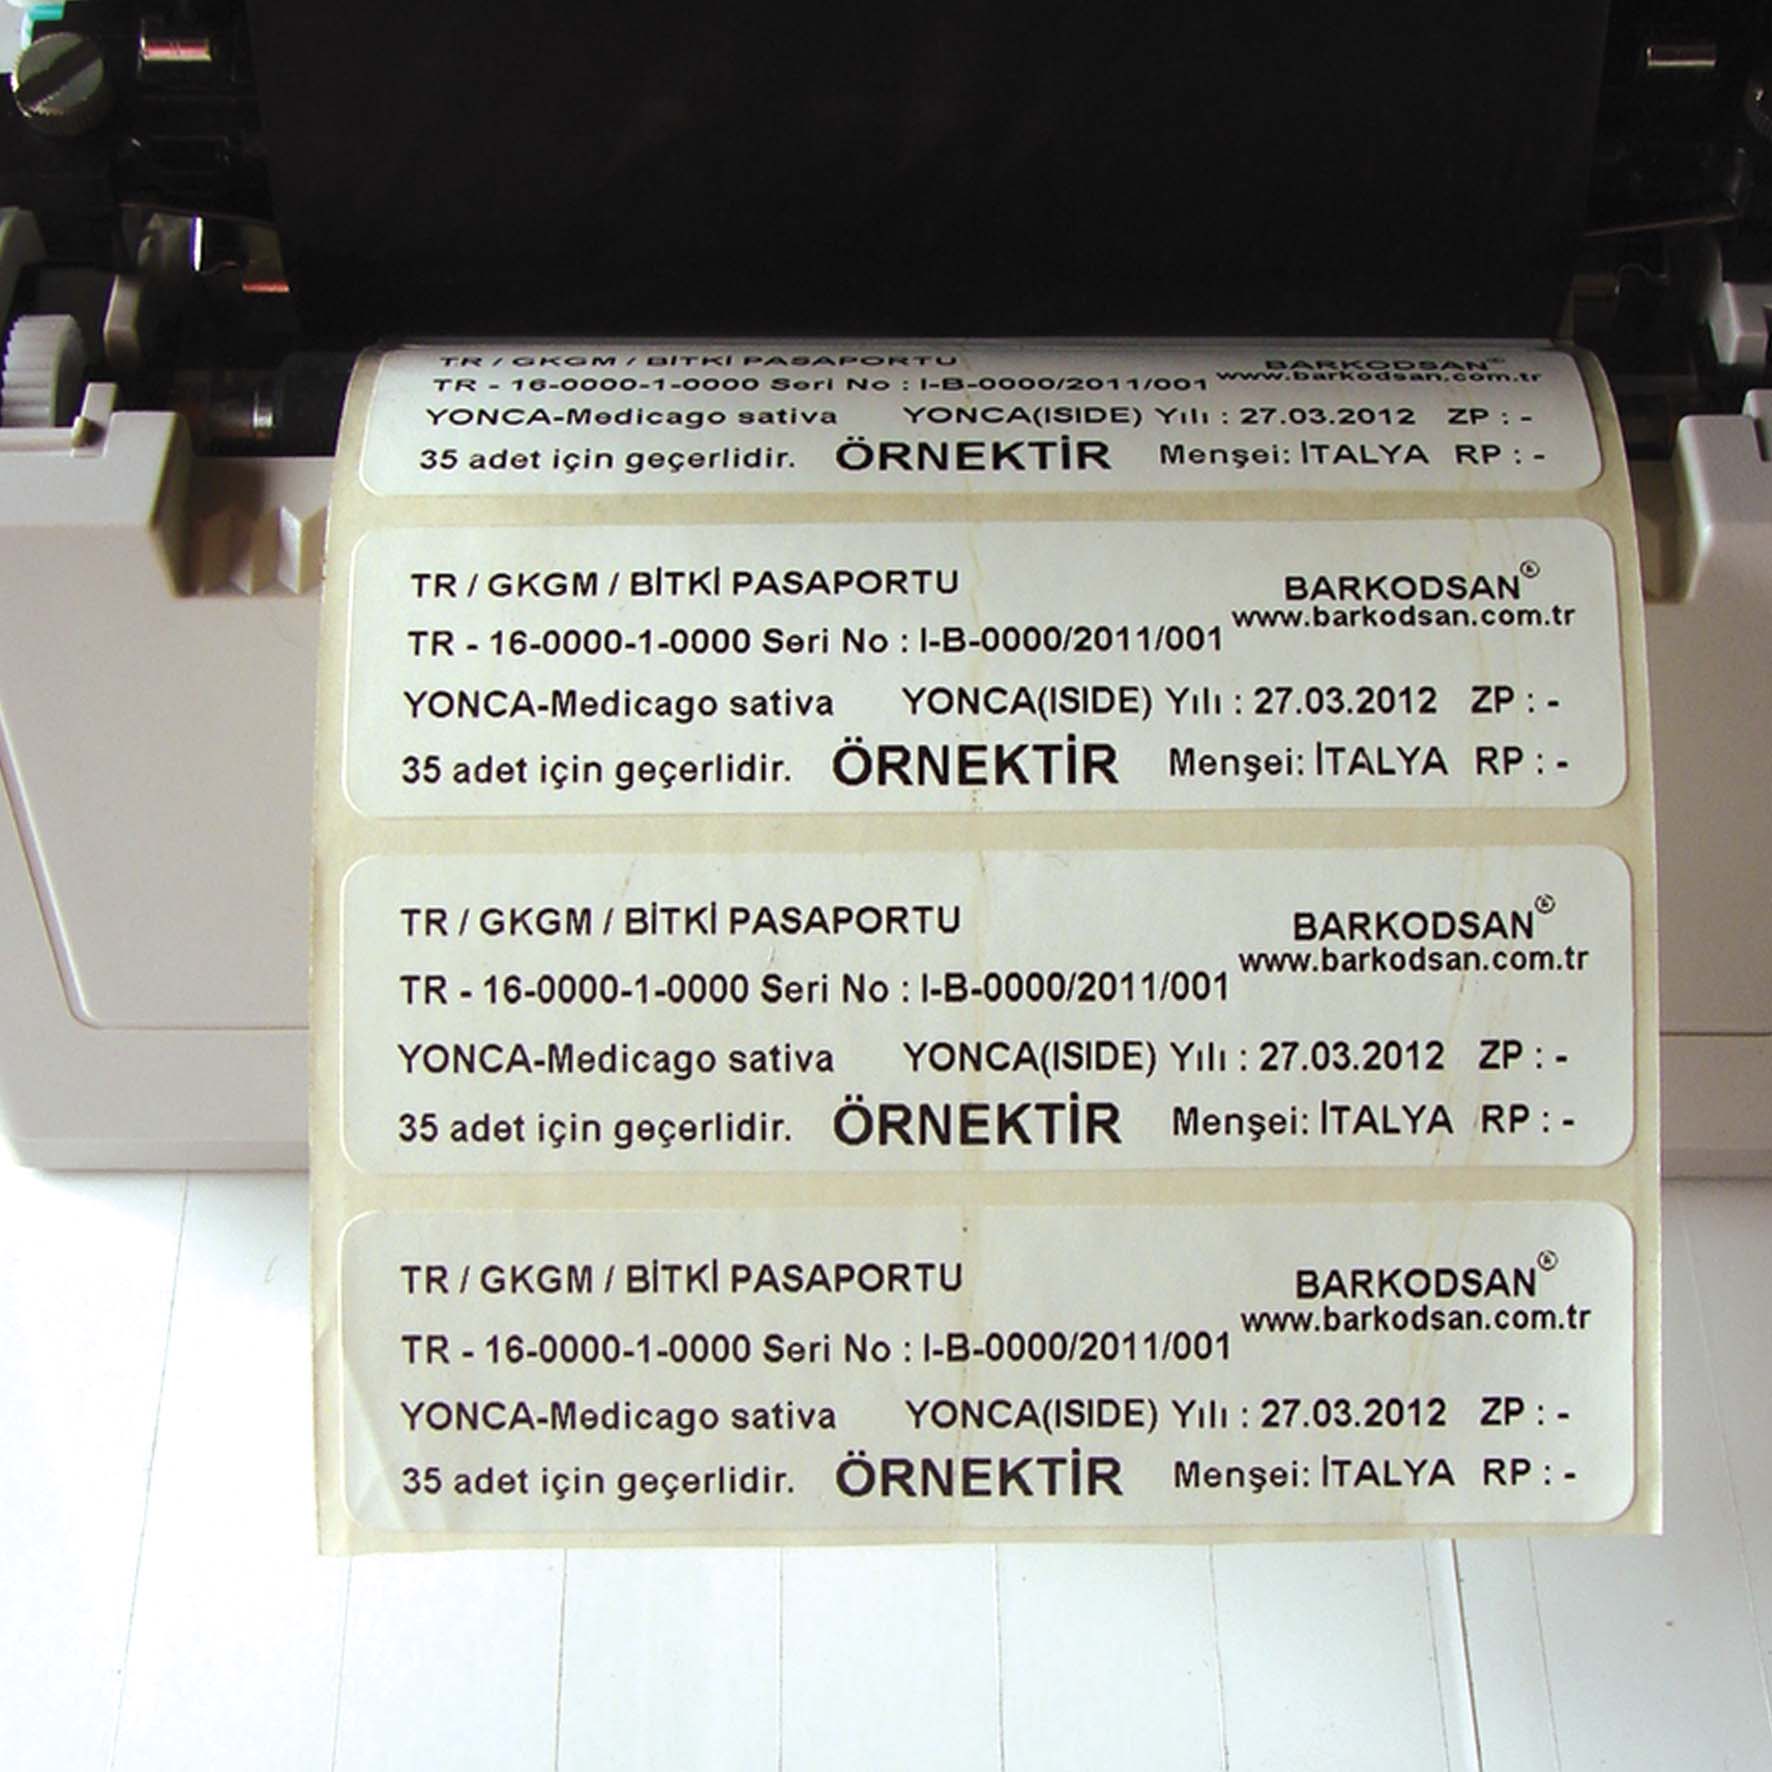 TR / GKGM / BİTKİ PASAPORTU BARKODSAN®
www.barkodsan.com.tr
TR - 16-0000-1-0000 Seri No : I-B-0000/2011/001
YONCA-Medicago sativa YONCA(ISIDE) Yılı : 27.03.2012 ZP : -
35 adet için geçerlidir. ÖRNEKTİR Menşei: İTALYA RP : -
TR / GKGM / BİTKİ PASAPORTU BARKODSAN®
www.barkodsan.com.tr
TR - 16-0000-1-0000 Seri No : I-B-0000/2011/001
YONCA-Medicago sativa YONCA(ISIDE) Yılı : 27.03.2012 ZP : -
35 adet için geçerlidir. ÖRNEKTİR Menşei: İTALYA RP : -
TR / GKGM / BİTKİ PASAPORTU BARKODSAN®
www.barkodsan.com.tr
TR - 16-0000-1-0000 Seri No : I-B-0000/2011/001
YONCA-Medicago sativa YONCA(ISIDE) Yılı : 27.03.2012 ZP : -
35 adet için geçerlidir. ÖRNEKTİR Menşei: İTALYA RP : -
TR / GKGM / BİTKİ PASAPORTU BARKODSAN®
www.barkodsan.com.tr
TR - 16-0000-1-0000 Seri No : I-B-0000/2011/001
YONCA-Medicago sativa YONCA(ISIDE) Yılı : 27.03.2012 ZP : -
35 adet için geçerlidir. ÖRNEKTİR Menşei: İTALYA RP : -